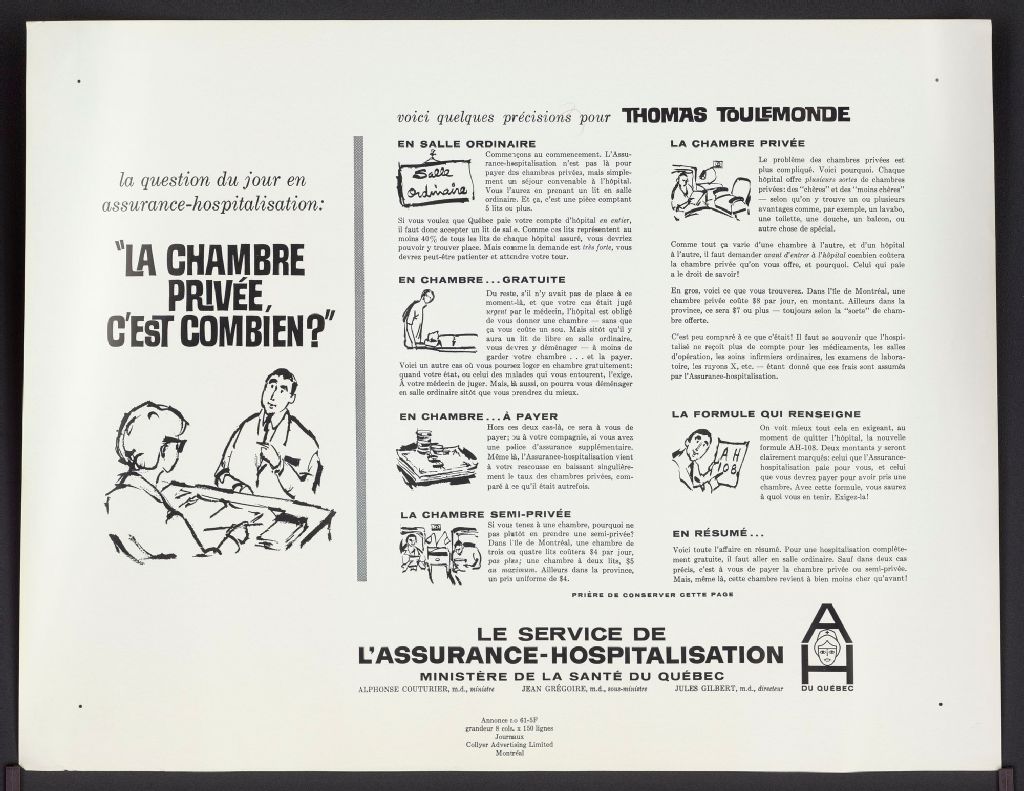 la question du jour en
assurance-hospitalisation:
"LA CHAMBRE
PRIVÉE,
C'EST COMBIEN?"
voici quelques précisions pour THOMAS TOULEMONDE
EN SALLE ORDINAIRE
Salle
Ordinaire
Commençons au commencement. L'Assu-
rance-hospitalisation n'est pas là pour
payer des chambres privées, mais simple-
ment un séjour convenable à l'hôpital.
Vous l'aurez en prenant un lit en salle
ordinaire. Et ça, c'est une pièce comptant
5 lits ou plus.
Si vous voulez que Québec paie votre compte d'hôpital en entier,
il faut donc accepter un lit de salle. Comme ces lits représentent au
moins 40% de tous les lits de chaque hôpital assuré, vous devriez
pouvoir y trouver place. Mais comme la demande est très forte, vous
devrez peut-être patienter et attendre votre tour.
EN CHAMBRE...GRATUITE
Du reste, s'il n'y avait pas de place à ce
moment-là, et que votre cas était jugé
urgent par le médecin, l'hôpital est obligé
de vous donner une chambre — sans que
ça vous coûte un sou. Mais sitôt qu'il y
aura un lit de libre en salle ordinaire,
vous devrez y déménager — à moins de
garder votre chambre . . . et la payer.
Voici un autre cas où vous pourrez loger en chambre gratuitement:
quand votre état, ou celui des malades qui vous entourent, l'exige.
À votre médecin de juger. Mais, là aussi, on pourra vous déménager
en salle ordinaire sitôt que vous prendrez du mieux.
EN CHAMBRE...À PAYER
Hors ces deux cas-là, ce sera à vous de
payer; ou à votre compagnie, si vous avez
une police d'assurance supplémentaire.
Même là, l'Assurance-hospitalisation vient
à votre rescousse en baissant singulière-
ment le taux des chambres privées, com-
paré à ce qu'il était autrefois.
LA CHAMBRE SEMI-PRIVÉE
Si vous tenez à une chambre, pourquoi ne
pas plutôt en prendre une semi-privée?
Dans l'île de Montréal, une chambre de
trois ou quatre lits coûtera $4 par jour,
pas plus; une chambre à deux lits, $5
au maximum. Ailleurs dans la province,
un prix uniforme de $4.
LA CHAMBRE PRIVÉE
Le problème des chambres privées est
plus compliqué. Voici pourquoi. Chaque
hôpital offre plusieurs sortes de chambres
privées: des "chères" et des "moins chères"
— selon qu'on y trouve un ou plusieurs
avantages comme, par exemple, un lavabo,
une toilette, une douche, un balcon, ou
autre chose de spécial.
Comme tout ça varie d'une chambre à l'autre, et d'un hôpital
à l'autre, il faut demander avant d'entrer à l'hôpital combien coûtera
la chambre privée qu'on vous offre, et pourquoi. Celui qui paie
a le droit de savoir!
En gros, voici ce que vous trouverez. Dans l'île de Montréal, une
chambre privée coûte $8 par jour, en montant. Ailleurs dans la
province, ce sera $7 ou plus — toujours selon la "sorte" de cham-
bre offerte.
C'est peu comparé à ce que c'était! Il faut se souvenir que l'hospi-
talisé ne reçoit plus de compte pour les médicaments, les salles
d'opération, les soins infirmiers ordinaires, les examens de labora-
toire, les rayons X, etc. — étant donné que ces frais sont assumés
par l'Assurance-hospitalisation.
LA FORMULE QUI RENSEIGNE
AH
108
On voit mieux tout cela en exigeant, au
moment de quitter l'hôpital, la nouvelle
formule AH-108. Deux montants y seront
clairement marqués: celui que l'Assurance-
hospitalisation paie pour vous, et celui
que vous devrez payer pour avoir pris une
chambre. Avec cette formule, vous saurez
à quoi vous en tenir. Exigez-la!
EN RÉSUMÉ...
Voici toute l'affaire en résumé. Pour une hospitalisation complète-
ment gratuite, il faut aller en salle ordinaire. Sauf dans deux cas
précis, c'est à vous de payer la chambre privée ou semi-privée.
Mais, même là, cette chambre revient à bien moins cher qu'avant!
PRIÈRE DE CONSERVER CETTE PAGE
LE SERVICE DE
L'ASSURANCE-HOSPITALISATION
MINISTÈRE DE LA SANTÉ DU QUÉBEC
ALPHONSE COUTURIER, m.d., ministre JEAN GRÉGOIRE, m.d., sous-ministre JULES GILBERT, m.d., directeur
AH
DU QUÉBEC
Annonce no 61-5F
grandeur 8 cols. x 150 lignes
Journaux
Collyer Advertising Limited
Montréal